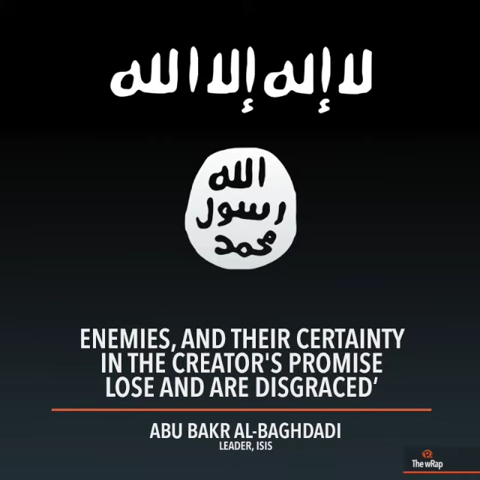 لا إله إلا الله
الله
رسول
محمد
ENEMIES, AND THEIR CERTAINTY
IN THE CREATOR'S PROMISE
LOSE AND ARE DISGRACED‘
ABU BAKR AL-BAGHDADI
LEADER, ISIS
The wRap